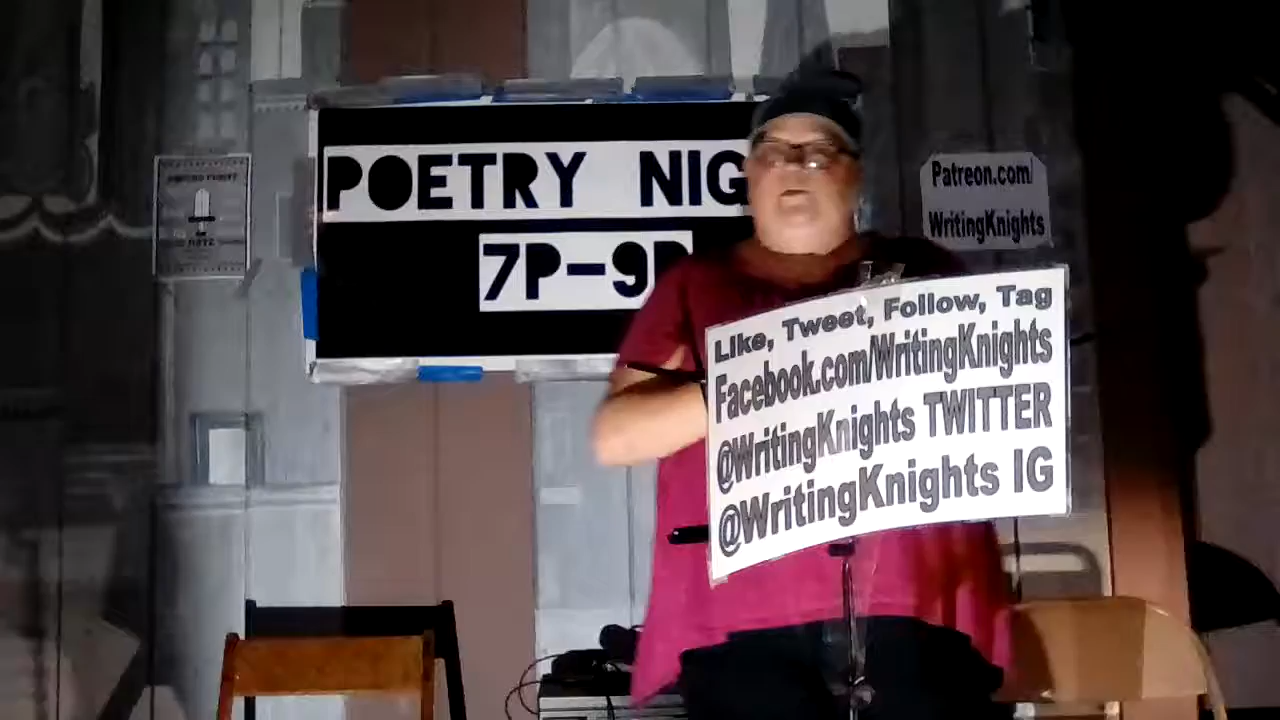 POETRY NIG
7P-9P
Patreon.com/
WritingKnights
Like, Tweet, Follow, Tag
Facebook.com/WritingKnights
@WritingKnights TWITTER
@WritingKnights IG